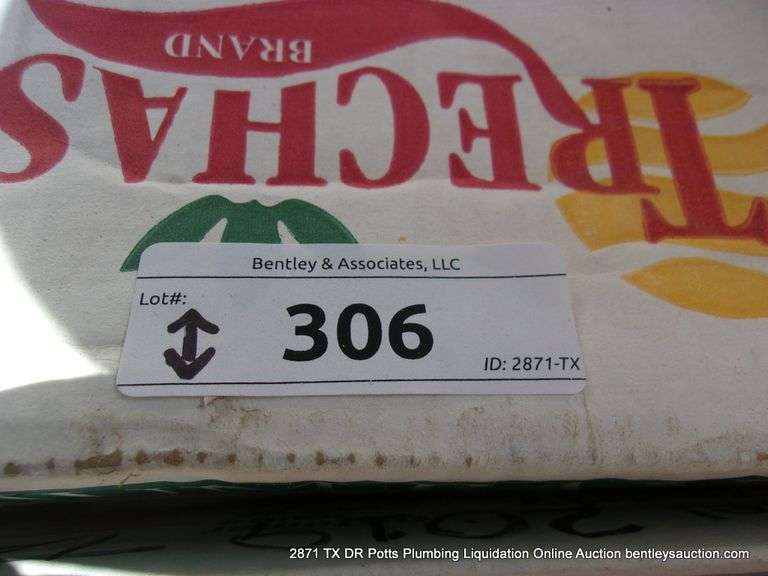 BRAND
TRECHAS
Bentley & Associates, LLC
Lot#:
306
ID: 2871-TX
2871 TX DR Potts Plumbing Liquidation Online Auction bentleysauction.com